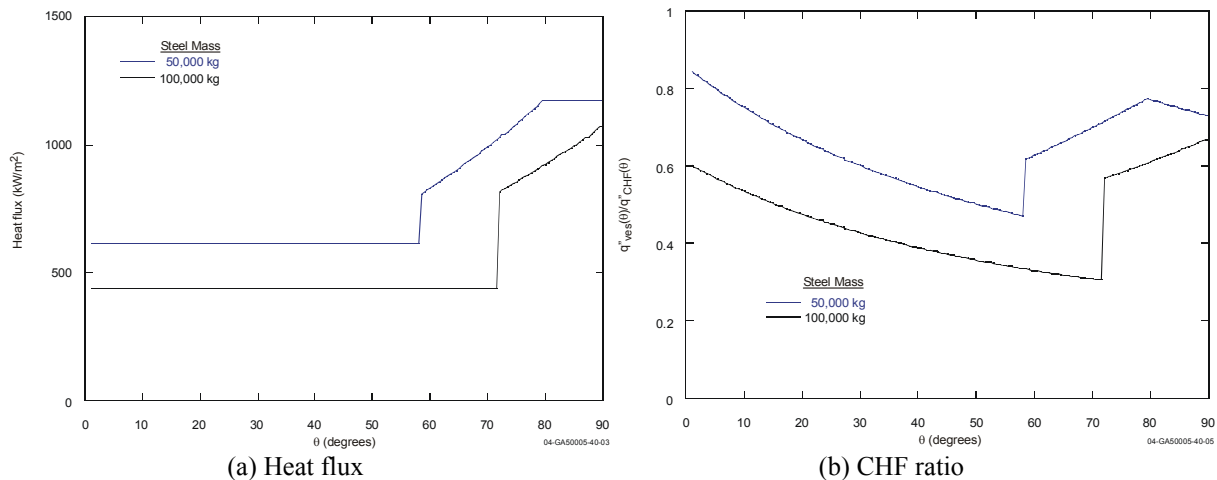 1500
1000
500
0
Heat flux (kW/m²)
Steel Mass
50,000 kg
100,000 kg
0 10 20 30 40 50 60 70 80 90
θ (degrees)
04-GA50005-40-03
(a) Heat flux
1
0.8
0.6
0.4
0.2
0
q"ves(θ)/q"CHF(θ)
Steel Mass
50,000 kg
100,000 kg
0 10 20 30 40 50 60 70 80 90
θ (degrees)
04-GA50005-40-05
(b) CHF ratio